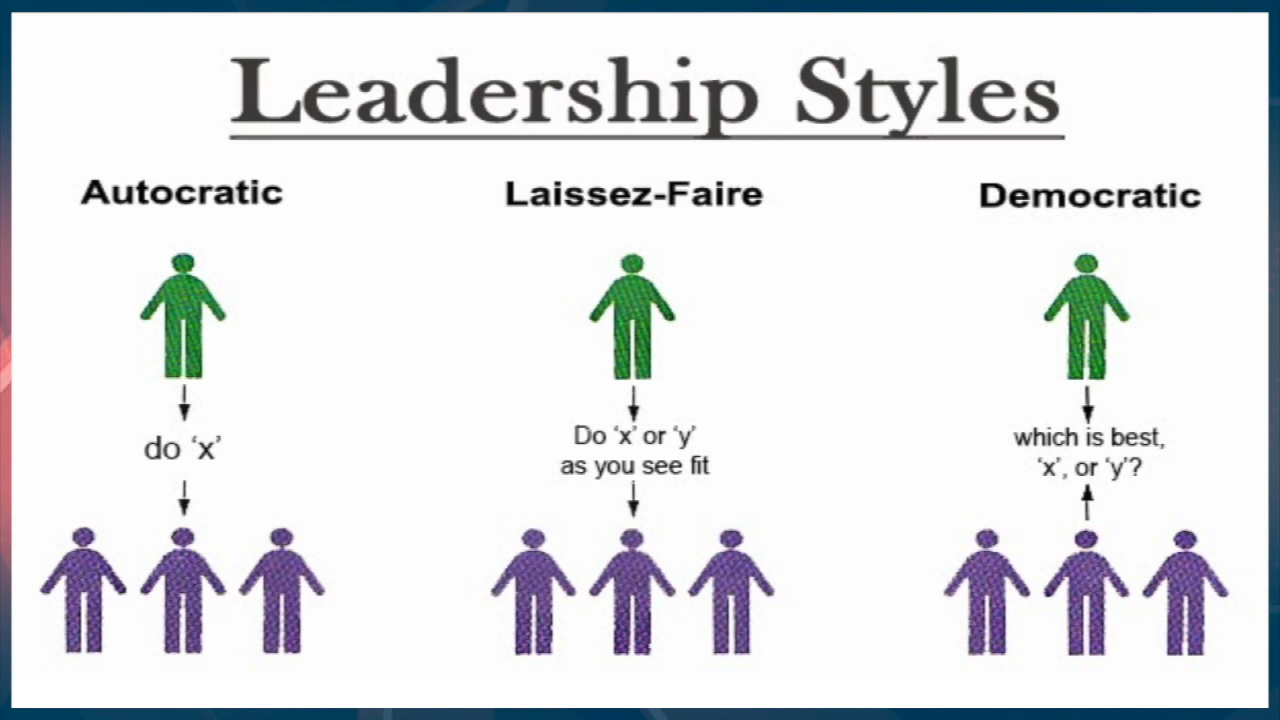 Leadership Styles
Autocratic
do ‘x’
Laissez-Faire
Do ‘x’ or ‘y’
as you see fit
Democratic
which is best,
‘x’, or ‘y’?